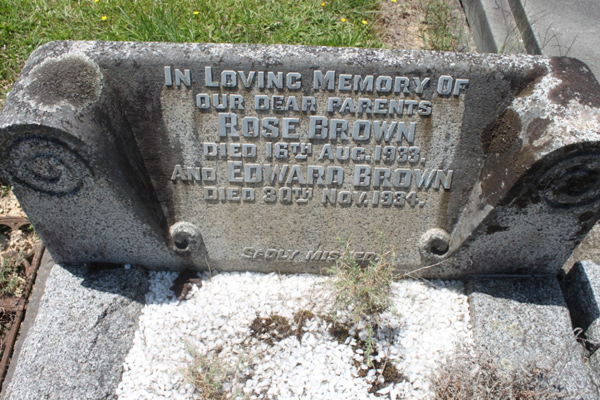 IN LOVING MEMORY OF
OUR DEAR PARENTS
ROSE BROWN
DIED 16TH AUG. 1933.
AND EDWARD BROWN
DIED 30TH NOV. 1934.
SADLY MISSED